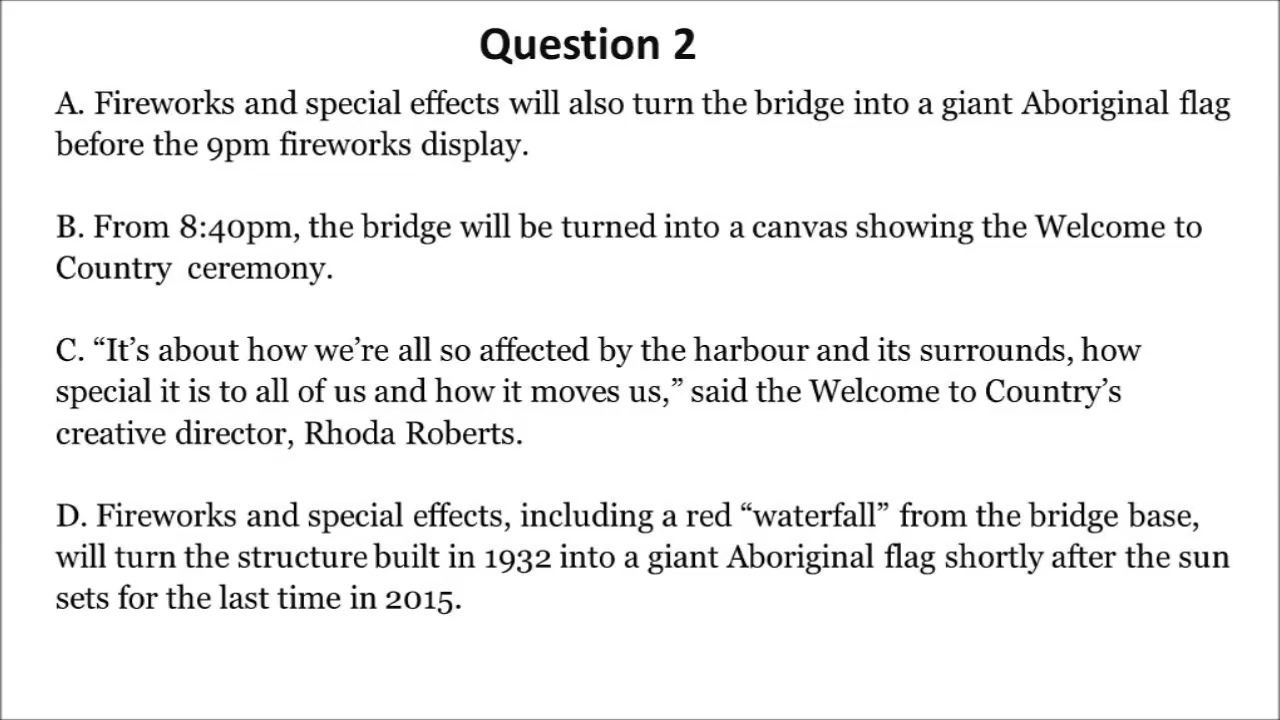 Question 2
A. Fireworks and special effects will also turn the bridge into a giant Aboriginal flag
before the 9pm fireworks display.
B. From 8:40pm, the bridge will be turned into a canvas showing the Welcome to
Country  ceremony.
C. “It’s about how we’re all so affected by the harbour and its surrounds, how
special it is to all of us and how it moves us,” said the Welcome to Country’s
creative director, Rhoda Roberts.
D. Fireworks and special effects, including a red “waterfall” from the bridge base,
will turn the structure built in 1932 into a giant Aboriginal flag shortly after the sun
sets for the last time in 2015.